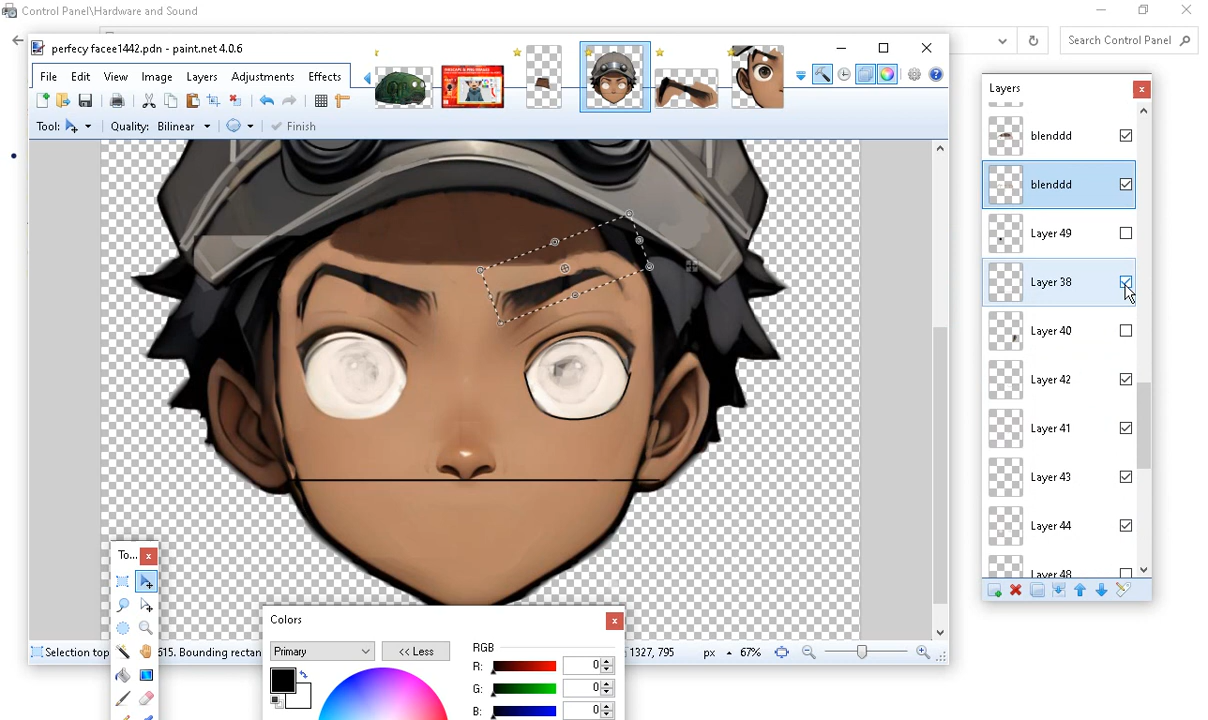 Control Panel\Hardware and Sound
perfecy facee1442.pdn - paint.net 4.0.6
Search Control Panel
File Edit View Image Adjustments Effects
Tool: Quality: Bilinear Finish
Layers
blenddd
blenddd
Layer 49
Layer 38
Layer 40
Layer 42
Layer 41
Layer 43
Layer 44
Layer 48
To...
Colors
Primary << Less RGB
R: 0
G: 0
B: 0
Selection top 615. Bounding rectan 1327, 795 px 67%